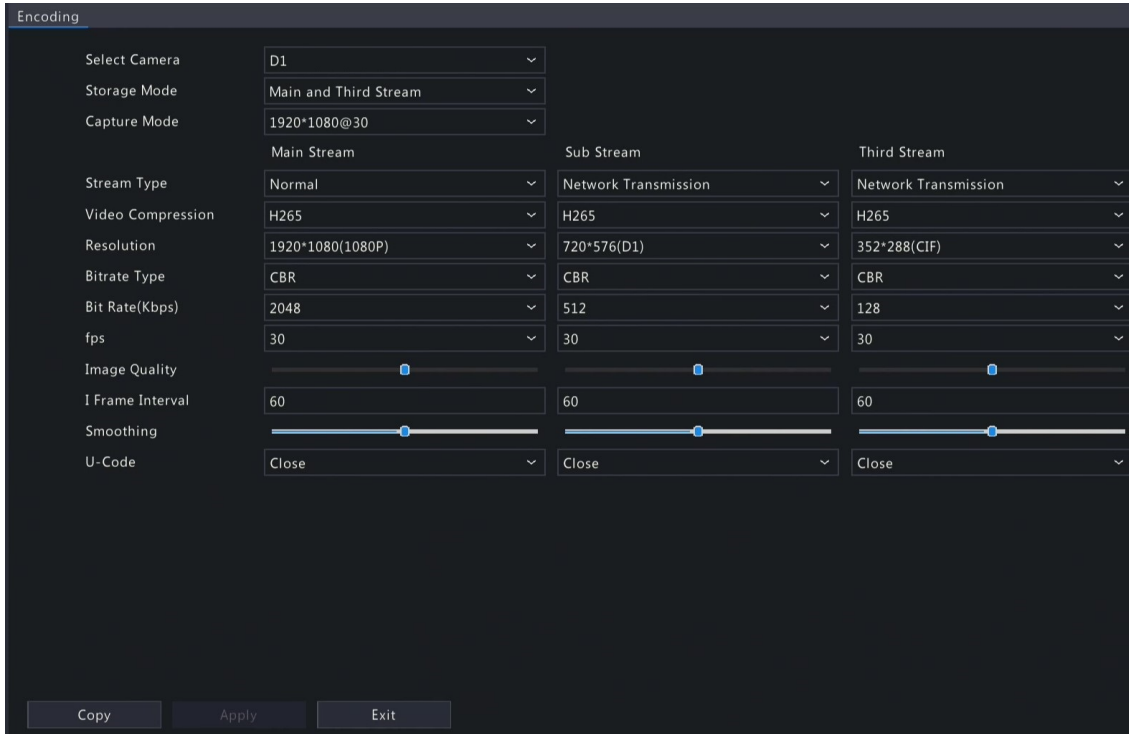 Encoding
Select Camera D1
Storage Mode Main and Third Stream
Capture Mode 1920*1080@30
Main Stream Sub Stream Third Stream
Stream Type Normal Network Transmission Network Transmission
Video Compression H265 H265 H265
Resolution 1920*1080(1080P) 720*576(D1) 352*288(CIF)
Bitrate Type CBR CBR CBR
Bit Rate(Kbps) 2048 512 128
fps 30 30 30
Image Quality
I Frame Interval 60 60 60
Smoothing
U-Code Close Close Close
Copy Apply Exit